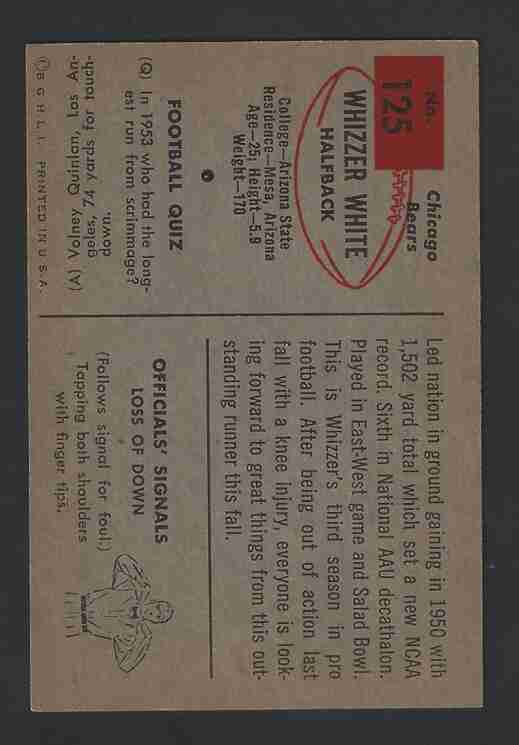 No.
125
Chicago
Bears
WHIZZER WHITE
HALFBACK
College—Arizona State
Residence—Mesa, Arizona
Age—25; Height—5.9
Weight—170
FOOTBALL QUIZ
(Q) In 1953 who had the long-
est run from scrimmage?
(A) Volney Quinlan, Los An-
geles, 74 yards for touch-
down.
© B G H L I. PRINTED IN U.S.A.
Led nation in ground gaining in 1950 with
1,502 yard total which set a new NCAA
record. Sixth in National AAU decathalon.
Played in East-West game and Salad Bowl.
This is Whizzer's third season in pro
football. After being out of action last
fall with a knee injury, everyone is look-
ing forward to great things from this out-
standing runner this fall.
OFFICIALS' SIGNALS
LOSS OF DOWN
(Follows signal for foul.)
Tapping both shoulders
with finger tips.